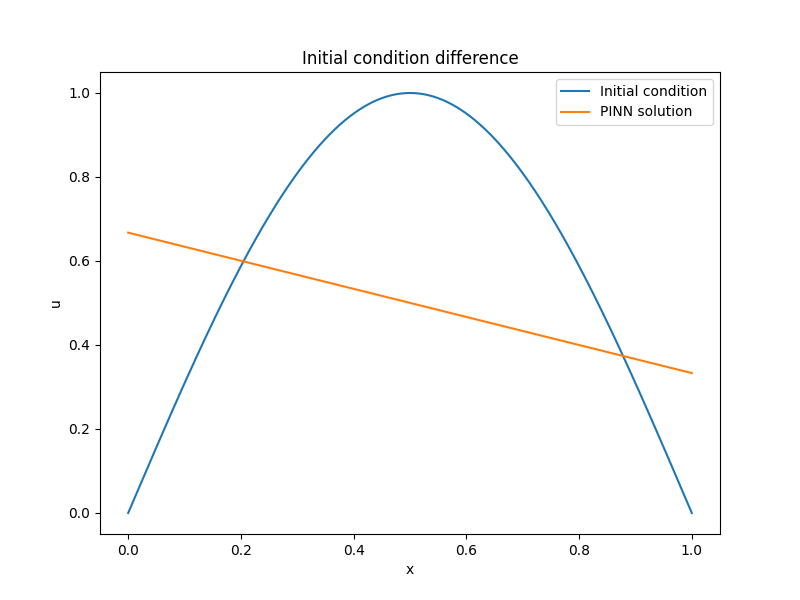 Initial condition difference
Initial condition
PINN solution
1.0
0.8
0.6
0.4
0.2
0.0
u
0.0 0.2 0.4 0.6 0.8 1.0
x